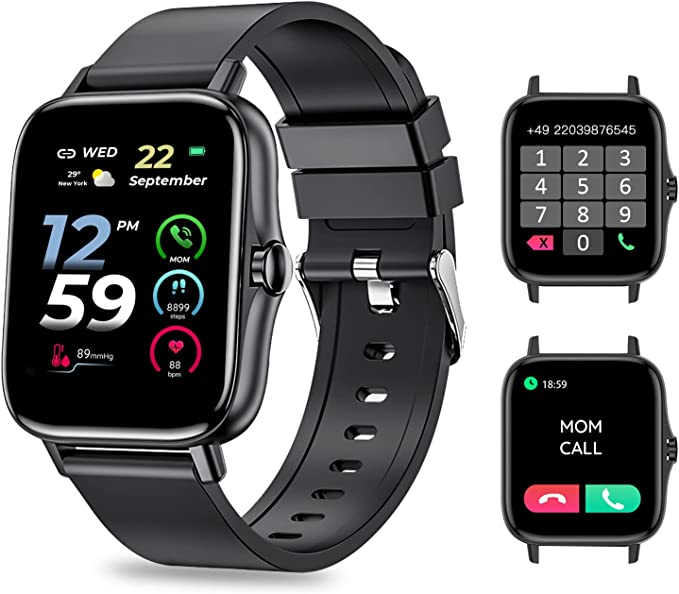 WED 22
29°
New York
September
12 PM
59
MOM
8899
steps
89mmHg
88
bpm
+49 22039876545
1 2 3
4 5 6
7 8 9
X 0
18:59
MOM
CALL